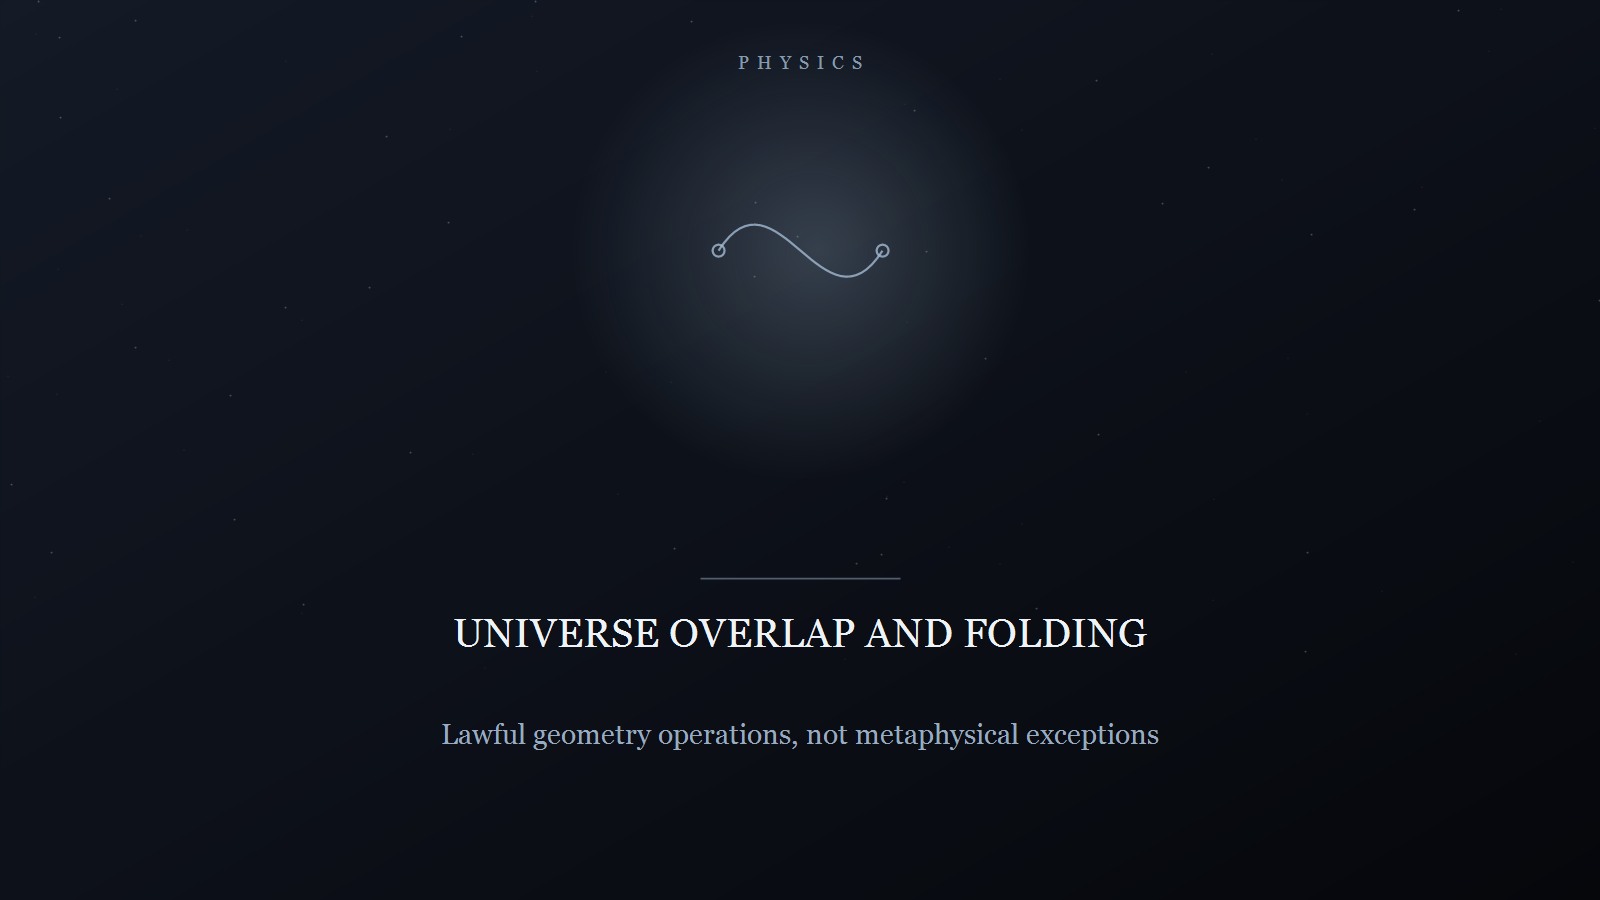 PHYSICS
UNIVERSE OVERLAP AND FOLDING
Lawful geometry operations, not metaphysical exceptions